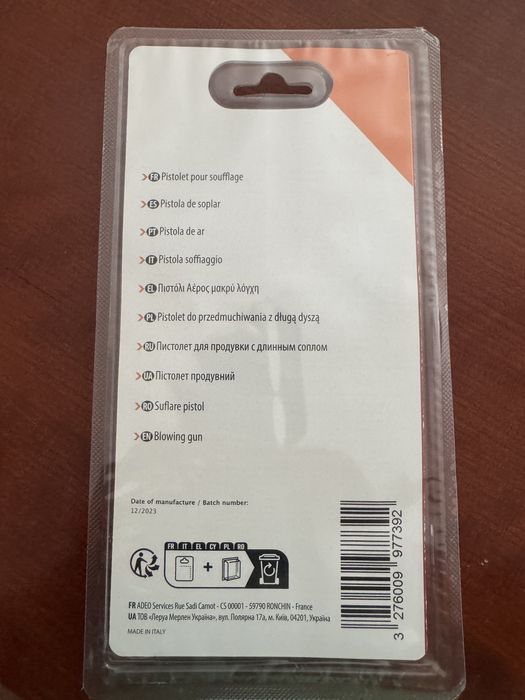 FR Pistolet pour soufflage
ES Pistola de soplar
PT Pistola de ar
IT Pistola soffiaggio
EL Πιστόλι Αέρος μακρύ λόγχη
PL Pistolet do przedmuchiwania z długą dyszą
RU Пистолет для продувки с длинным соплом
UA Пістолет продувний
RO Suflare pistol
EN Blowing gun
Date of manufacture / Batch number:
12/2023
FR IT EL CY PL RO
+
FR ADEO Services Rue Sadi Carnot - CS 00001 - 59790 RONCHIN - France
UA ТОВ «Леруа Мерлен Україна», вул. Полярна 17а, м. Київ, 04201, Україна
MADE IN ITALY
3 276009 977392